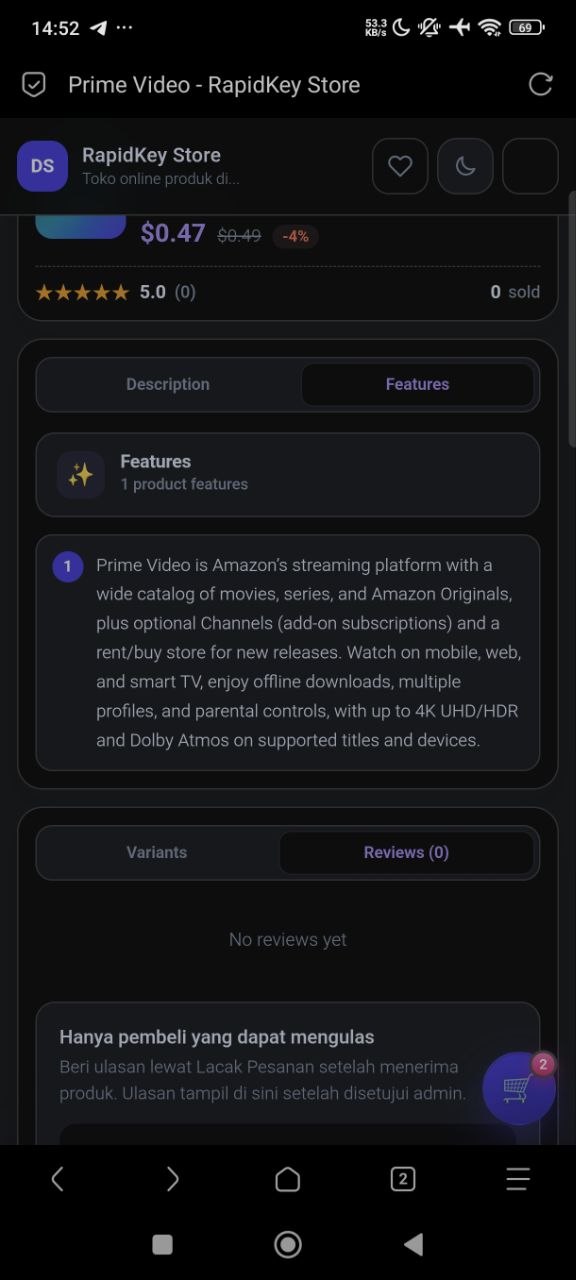 14:52
53.3
KB/s
69
Prime Video - RapidKey Store
DS
RapidKey Store
Toko online produk di...
$0.47 $0.49 -4%
★★★★★ 5.0 (0)
0 sold
Description
Features
Features
1 product features
1
Prime Video is Amazon’s streaming platform with a
wide catalog of movies, series, and Amazon Originals,
plus optional Channels (add-on subscriptions) and a
rent/buy store for new releases. Watch on mobile, web,
and smart TV, enjoy offline downloads, multiple
profiles, and parental controls, with up to 4K UHD/HDR
and Dolby Atmos on supported titles and devices.
Variants
Reviews (0)
No reviews yet
Hanya pembeli yang dapat mengulas
Beri ulasan lewat Lacak Pesanan setelah menerima
produk. Ulasan tampil di sini setelah disetujui admin.
2
2